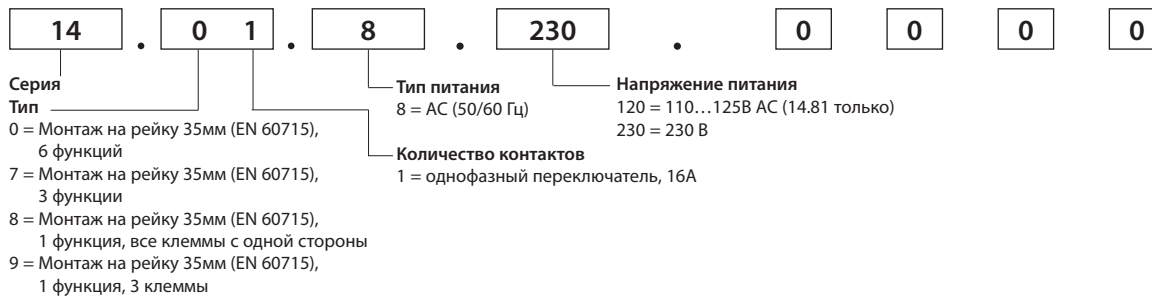 14 . 0 1 . 8 . 230 . 0 0 0 0
Серия
Тип
0 = Монтаж на рейку 35мм (EN 60715),
6 функций
7 = Монтаж на рейку 35мм (EN 60715),
3 функции
8 = Монтаж на рейку 35мм (EN 60715),
1 функция, все клеммы с одной стороны
9 = Монтаж на рейку 35мм (EN 60715),
1 функция, 3 клеммы
Тип питания
8 = AC (50/60 Гц)
Количество контактов
1 = однофазный переключатель, 16A
Напряжение питания
120 = 110…125В AC (14.81 только)
230 = 230 В